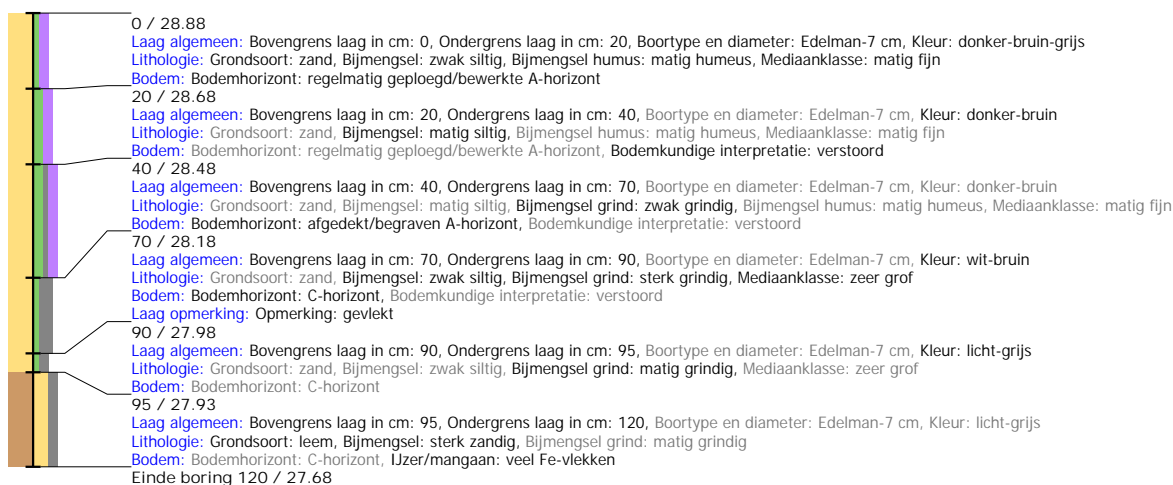 0 / 28.88
Laag algemeen: Bovengrens laag in cm: 0, Ondergrens laag in cm: 20, Boortype en diameter: Edelman-7 cm, Kleur: donker-bruin-grijs
Lithologie: Grondsoort: zand, Bijmengsel: zwak siltig, Bijmengsel humus: matig humeus, Mediaanklasse: matig fijn
Bodem: Bodemhorizont: regelmatig geploegd/bewerkte A-horizont
20 / 28.68
Laag algemeen: Bovengrens laag in cm: 20, Ondergrens laag in cm: 40, Boortype en diameter: Edelman-7 cm, Kleur: donker-bruin
Lithologie: Grondsoort: zand, Bijmengsel: matig siltig, Bijmengsel humus: matig humeus, Mediaanklasse: matig fijn
Bodem: Bodemhorizont: regelmatig geploegd/bewerkte A-horizont, Bodemkundige interpretatie: verstoord
40 / 28.48
Laag algemeen: Bovengrens laag in cm: 40, Ondergrens laag in cm: 70, Boortype en diameter: Edelman-7 cm, Kleur: donker-bruin
Lithologie: Grondsoort: zand, Bijmengsel: matig siltig, Bijmengsel grind: zwak grindig, Bijmengsel humus: matig humeus, Mediaanklasse: matig fijn
Bodem: Bodemhorizont: afgedekt/begraven A-horizont, Bodemkundige interpretatie: verstoord
70 / 28.18
Laag algemeen: Bovengrens laag in cm: 70, Ondergrens laag in cm: 90, Boortype en diameter: Edelman-7 cm, Kleur: wit-bruin
Lithologie: Grondsoort: zand, Bijmengsel: zwak siltig, Bijmengsel grind: sterk grindig, Mediaanklasse: zeer grof
Bodem: Bodemhorizont: C-horizont, Bodemkundige interpretatie: verstoord
Laag opmerking: Opmerking: gevlekt
90 / 27.98
Laag algemeen: Bovengrens laag in cm: 90, Ondergrens laag in cm: 95, Boortype en diameter: Edelman-7 cm, Kleur: licht-grijs
Lithologie: Grondsoort: zand, Bijmengsel: zwak siltig, Bijmengsel grind: matig grindig, Mediaanklasse: zeer grof
Bodem: Bodemhorizont: C-horizont
95 / 27.93
Laag algemeen: Bovengrens laag in cm: 95, Ondergrens laag in cm: 120, Boortype en diameter: Edelman-7 cm, Kleur: licht-grijs
Lithologie: Grondsoort: leem, Bijmengsel: sterk zandig, Bijmengsel grind: matig grindig
Bodem: Bodemhorizont: C-horizont, IJzer/mangaan: veel Fe-vlekken
Einde boring 120 / 27.68